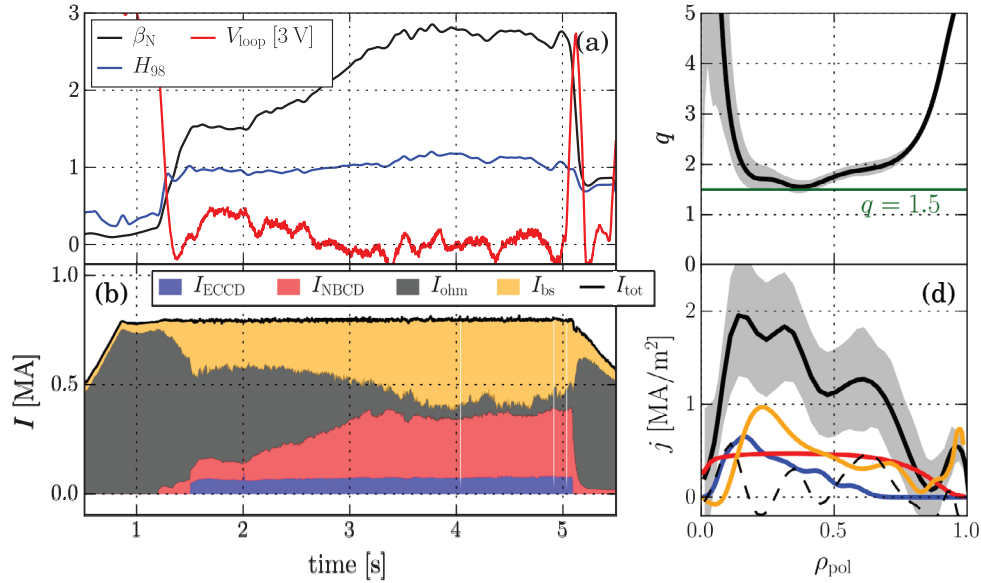 β_N V_loop [3 V]
H_98
(a)
3
2
1
0
(b)
I_ECCD I_NBCD I_ohm I_bs I_tot
1.0
0.5
0.0
I [MA]
1 2 3 4 5
time [s]
5
4
3
2
1
0
q
q = 1.5
(d)
2
1
0
j [MA/m²]
0.0 0.5 1.0
ρ_pol